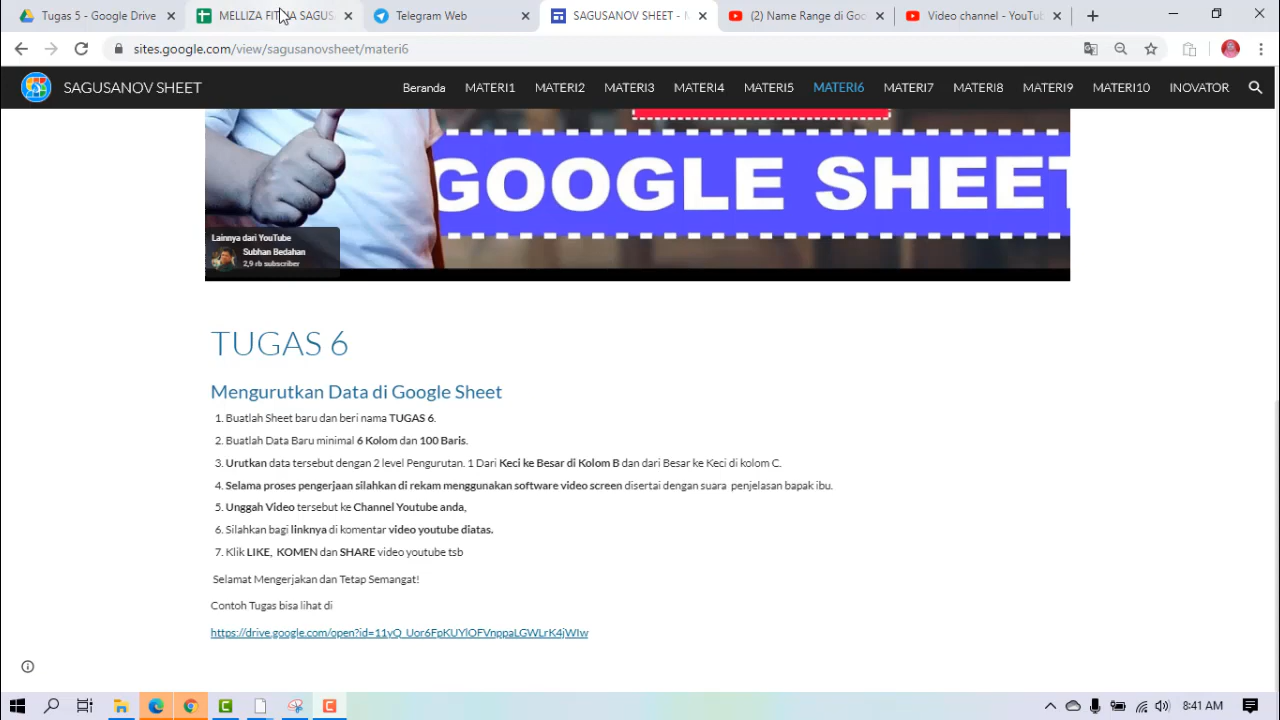 Tugas 5 - Google Drive
MELLIZA FITRIA SAGUS
Telegram Web
SAGUSANOV SHEET - M
(2) Name Range di Goo
Video channel - YouTub
sites.google.com/view/sagusanovsheet/materi6
SAGUSANOV SHEET
Beranda
MATERI1
MATERI2
MATERI3
MATERI4
MATERI5
MATERI6
MATERI7
MATERI8
MATERI9
MATERI10
INOVATOR
GOOGLE SHEET
Lainnya dari YouTube
Subhan Bedahan
2,9 rb subscriber
TUGAS 6
Mengurutkan Data di Google Sheet
1. Buatlah Sheet baru dan beri nama TUGAS 6.
2. Buatlah Data Baru minimal 6 Kolom dan 100 Baris.
3. Urutkan data tersebut dengan 2 level Pengurutan. 1 Dari Keci ke Besar di Kolom B dan dari Besar ke Keci di kolom C.
4. Selama proses pengerjaan silahkan di rekam menggunakan software video screen disertai dengan suara penjelasan bapak ibu.
5. Unggah Video tersebut ke Channel Youtube anda,
6. Silahkan bagi linknya di komentar video youtube diatas.
7. Klik LIKE, KOMEN dan SHARE video youtube tsb
Selamat Mengerjakan dan Tetap Semangat!
Contoh Tugas bisa lihat di
https://drive.google.com/open?id=11yQ_Uor6FpKUYlOFVnppaLGWLrK4jWIw
8:41 AM